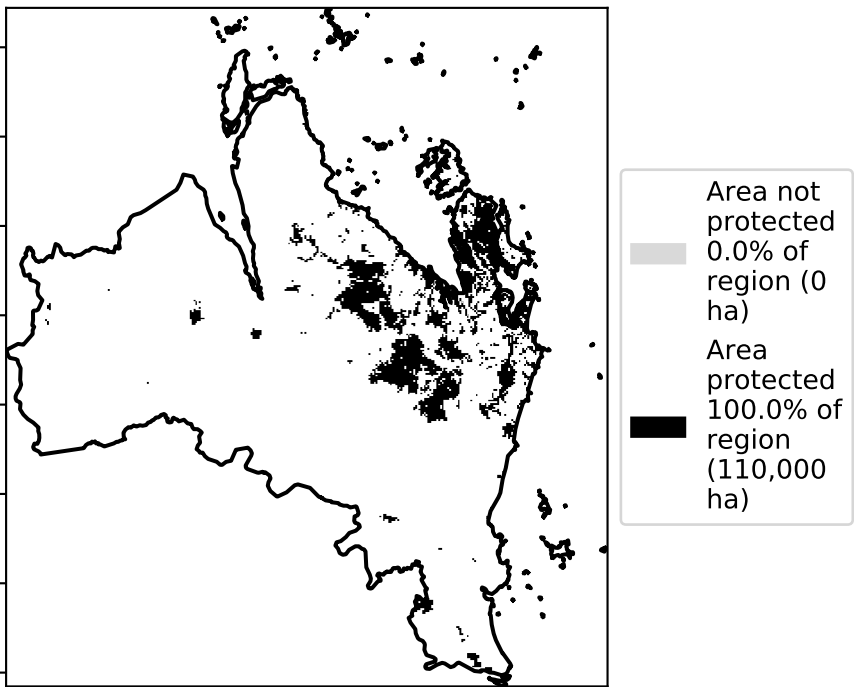 Area not
protected
0.0% of
region (0
ha)
Area
protected
100.0% of
region
(110,000
ha)